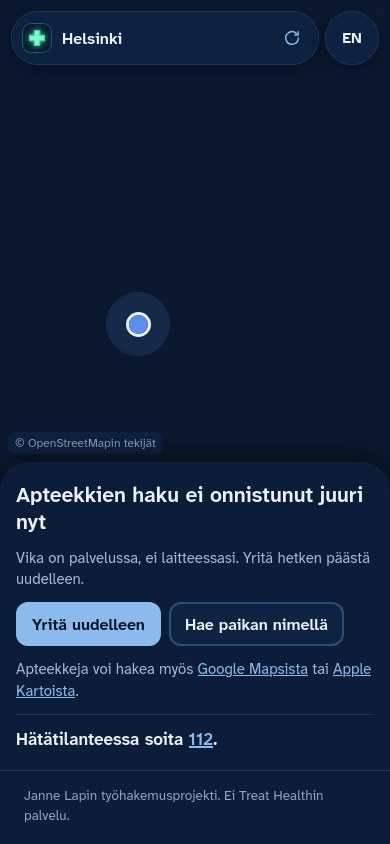 Helsinki
EN
© OpenStreetMapin tekijät
Apteekkien haku ei onnistunut juuri
nyt
Vika on palvelussa, ei laitteessasi. Yritä hetken päästä
uudelleen.
Yritä uudelleen
Hae paikan nimellä
Apteekkeja voi hakea myös Google Mapsista tai Apple
Kartoista.
Hätätilanteessa soita 112.
Janne Lapin työhakemusprojekti. Ei Treat Healthin
palvelu.